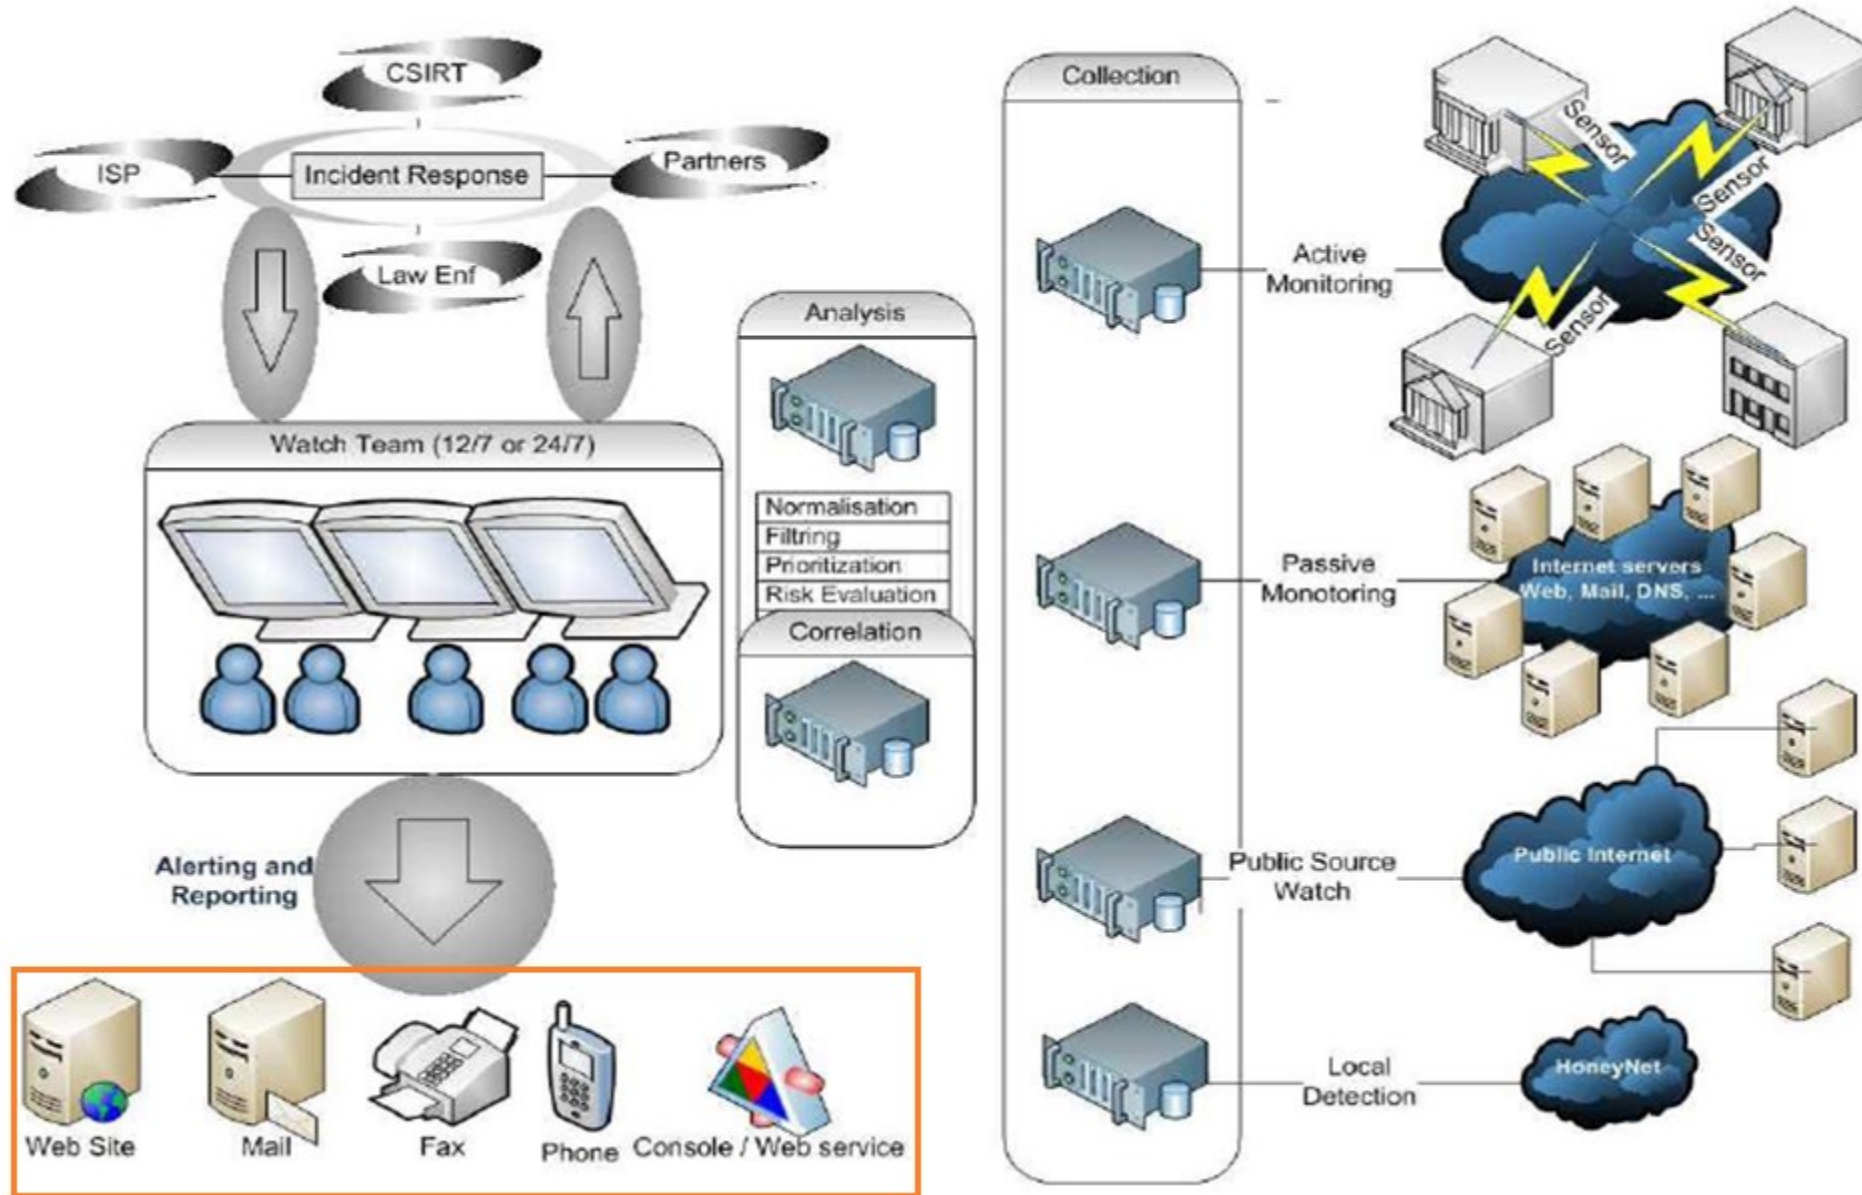 CSIRT
ISP
Incident Response
Partners
Law Enf
Watch Team (12/7 or 24/7)
Analysis
Normalisation
Filtring
Prioritization
Risk Evaluation
Correlation
Alerting and
Reporting
Web Site
Mail
Fax
Phone
Console / Web service
Collection
Active
Monitoring
Sensor
Sensor
Sensor
Sensor
Passive
Monotoring
Internet servers
Web, Mail, DNS, ...
Public Source
Watch
Public Internet
Local
Detection
HoneyNet